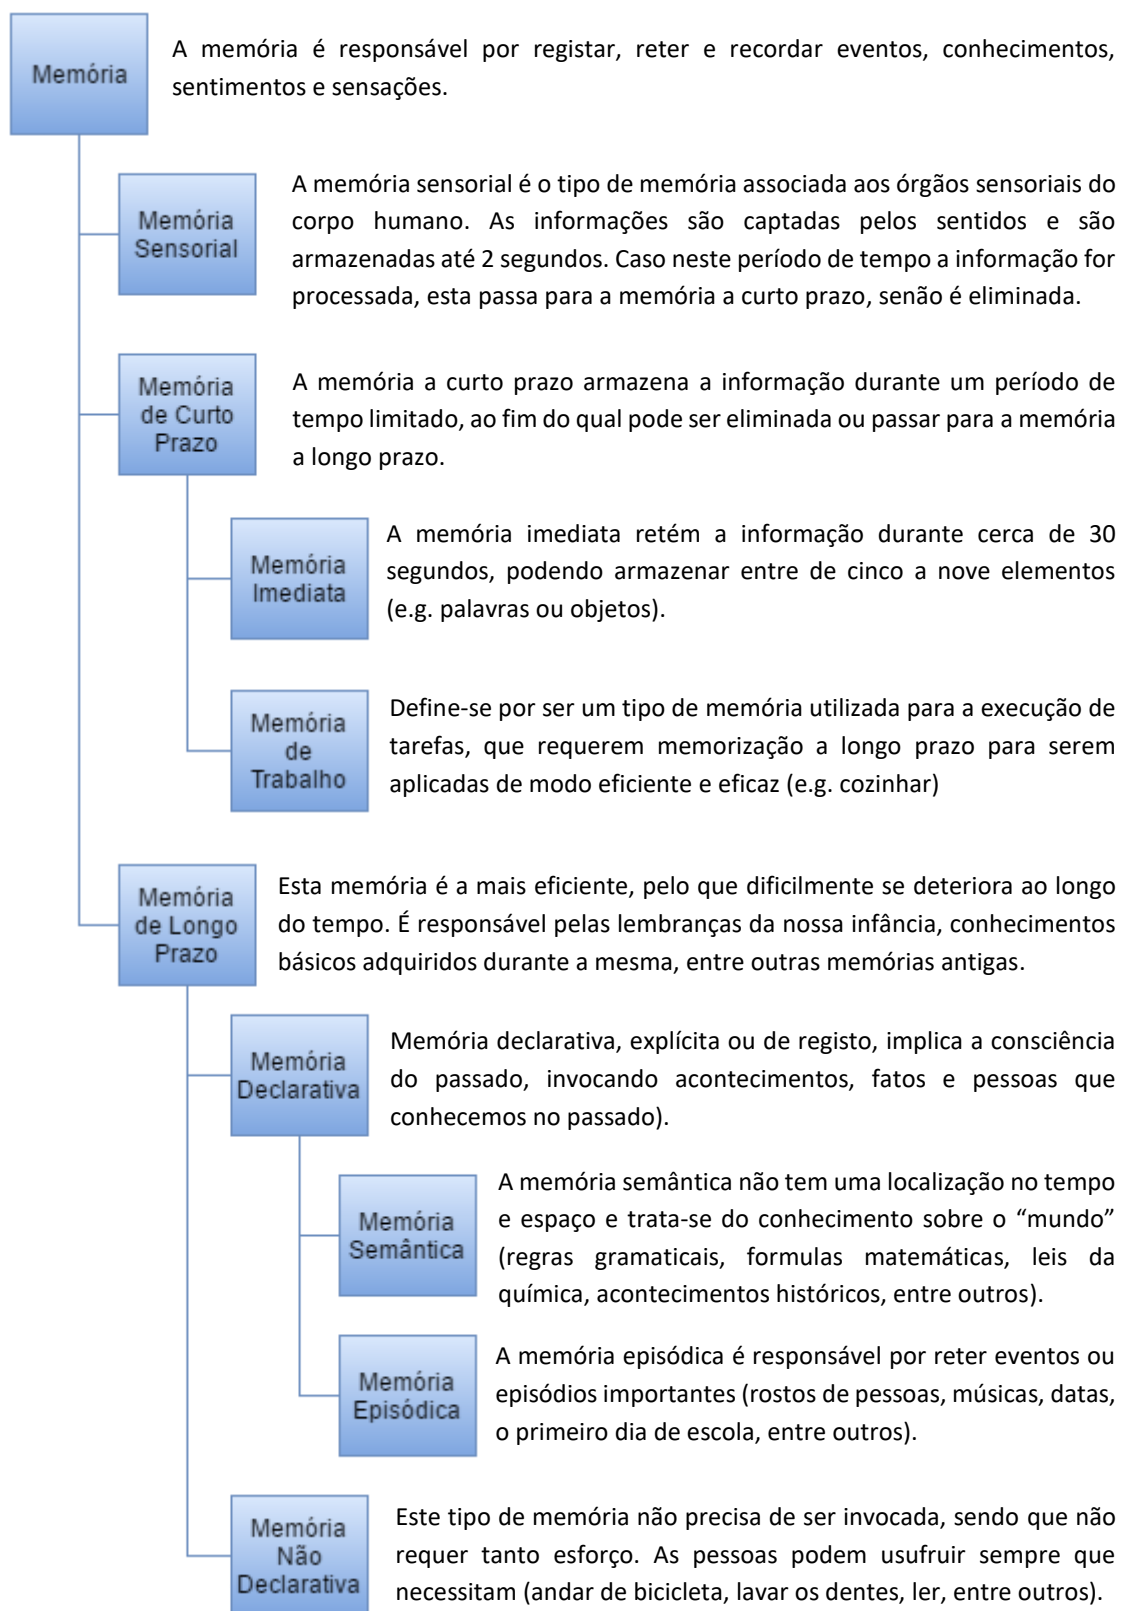 Memória
A memória é responsável por registar, reter e recordar eventos, conhecimentos,
sentimentos e sensações.
Memória
Sensorial
A memória sensorial é o tipo de memória associada aos órgãos sensoriais do
corpo humano. As informações são captadas pelos sentidos e são
armazenadas até 2 segundos. Caso neste período de tempo a informação for
processada, esta passa para a memória a curto prazo, senão é eliminada.
Memória
de Curto
Prazo
A memória a curto prazo armazena a informação durante um período de
tempo limitado, ao fim do qual pode ser eliminada ou passar para a memória
a longo prazo.
Memória
Imediata
A memória imediata retém a informação durante cerca de 30
segundos, podendo armazenar entre de cinco a nove elementos
(e.g. palavras ou objetos).
Memória
de
Trabalho
Define-se por ser um tipo de memória utilizada para a execução de
tarefas, que requerem memorização a longo prazo para serem
aplicadas de modo eficiente e eficaz (e.g. cozinhar)
Memória
de Longo
Prazo
Esta memória é a mais eficiente, pelo que dificilmente se deteriora ao longo
do tempo. É responsável pelas lembranças da nossa infância, conhecimentos
básicos adquiridos durante a mesma, entre outras memórias antigas.
Memória
Declarativa
Memória declarativa, explícita ou de registo, implica a consciência
do passado, invocando acontecimentos, fatos e pessoas que
conhecemos no passado).
Memória
Semântica
A memória semântica não tem uma localização no tempo
e espaço e trata-se do conhecimento sobre o “mundo”
(regras gramaticais, formulas matemáticas, leis da
química, acontecimentos históricos, entre outros).
Memória
Episódica
A memória episódica é responsável por reter eventos ou
episódios importantes (rostos de pessoas, músicas, datas,
o primeiro dia de escola, entre outros).
Memória
Não
Declarativa
Este tipo de memória não precisa de ser invocada, sendo que não
requer tanto esforço. As pessoas podem usufruir sempre que
necessitam (andar de bicicleta, lavar os dentes, ler, entre outros).